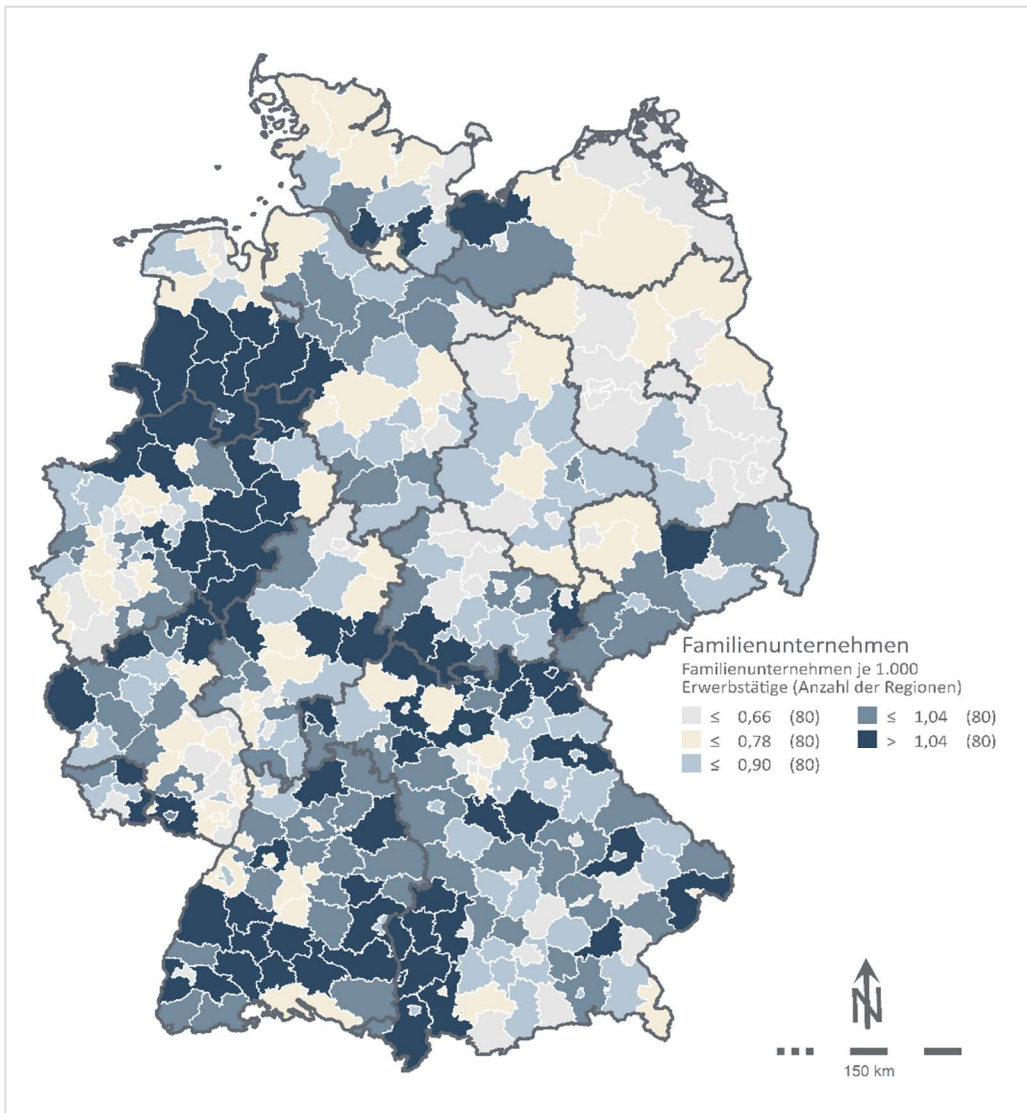 Familienunternehmen
Familienunternehmen je 1.000
Erwerbstätige (Anzahl der Regionen)
≤ 0,66 (80)
≤ 0,78 (80)
≤ 0,90 (80)
≤ 1,04 (80)
> 1,04 (80)
N
150 km